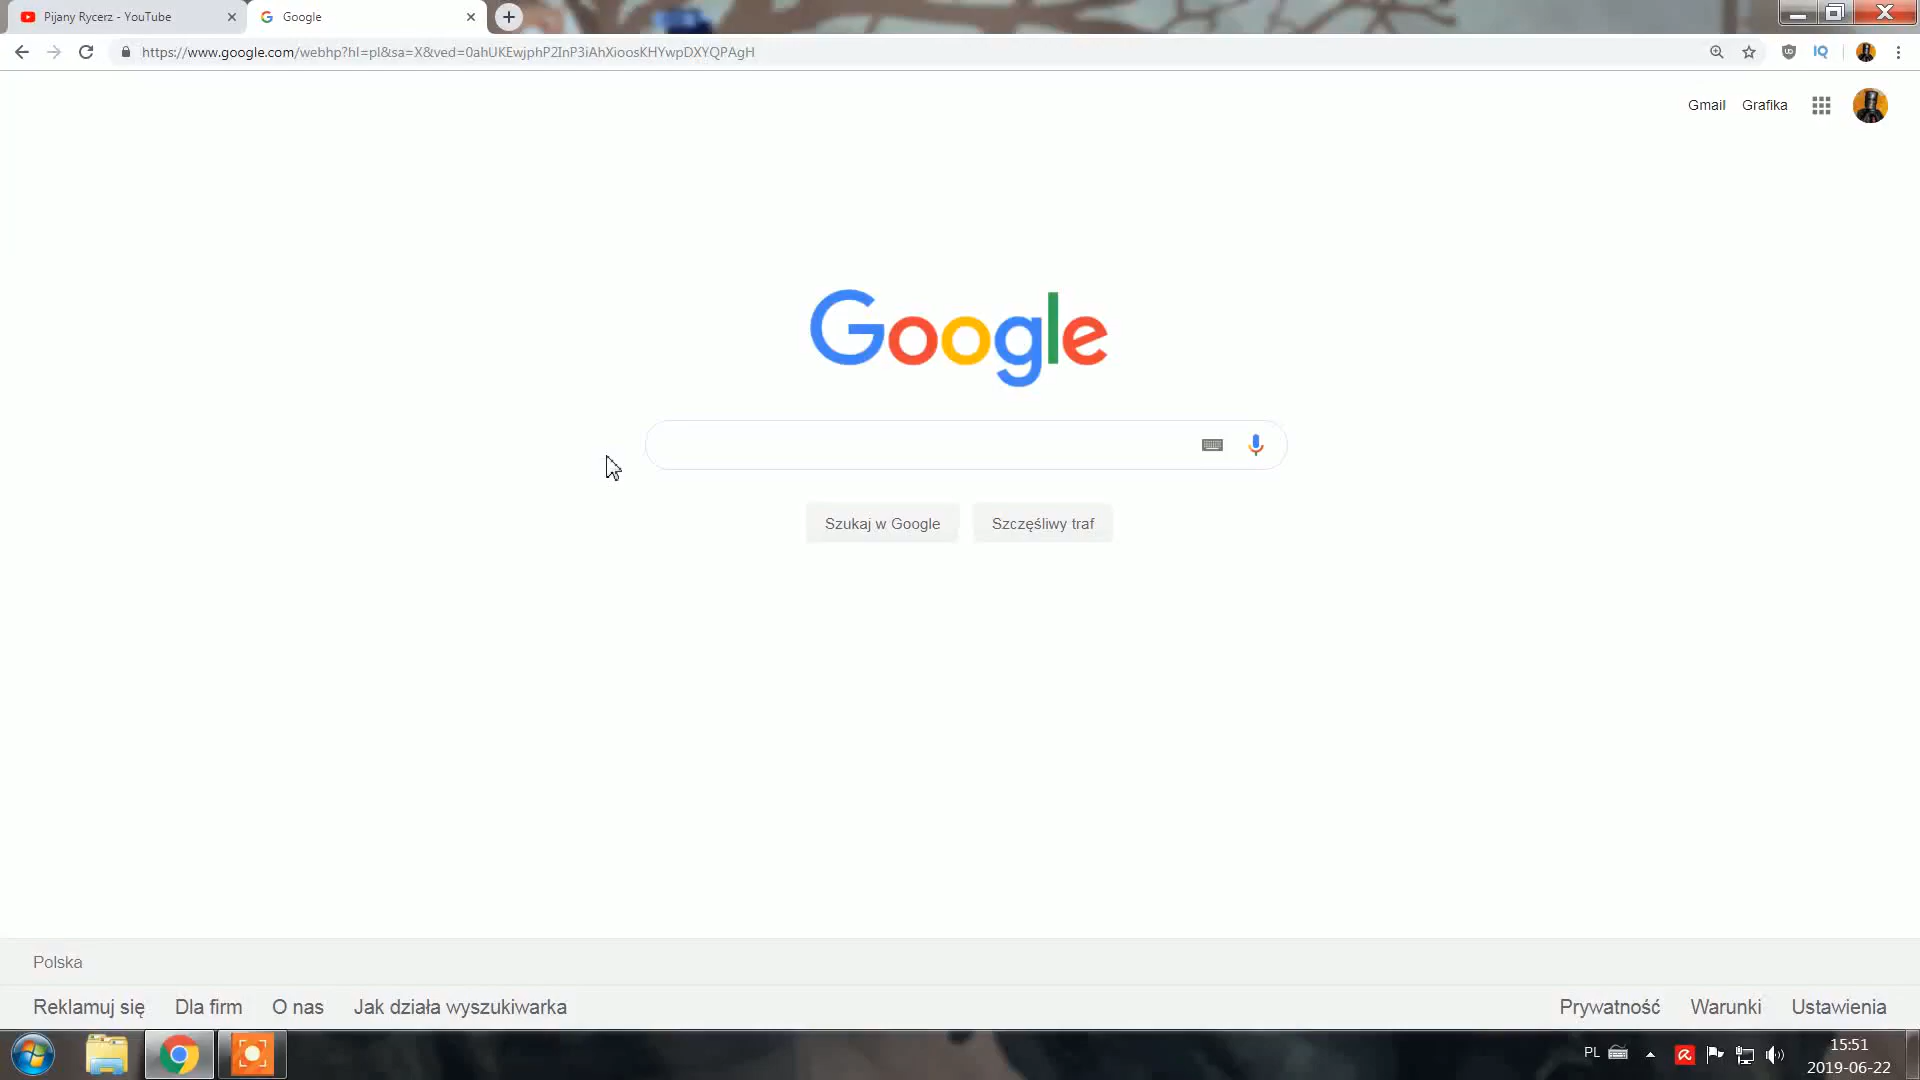 Pijany Rycerz - YouTube
Google
https://www.google.com/webhp?hl=pl&sa=X&ved=0ahUKEwjphP2InP3iAhXioosKHYwpDXYQPAgH
IQ
Gmail
Grafika
Google
Szukaj w Google
Szczęśliwy traf
Polska
Reklamuj się
Dla firm
O nas
Jak działa wyszukiwarka
Prywatność
Warunki
Ustawienia
PL
15:51
2019-06-22